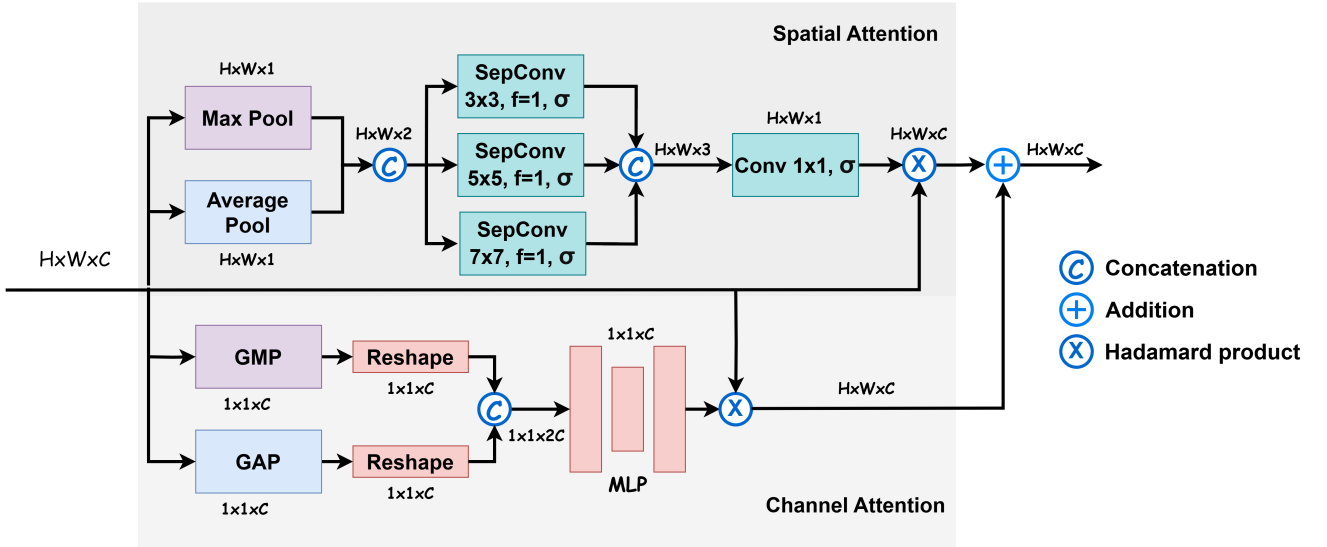 Spatial Attention
HxWx1
Max Pool
Average
Pool
HxWx1
HxWx2
C
SepConv
3x3, f=1, σ
SepConv
5x5, f=1, σ
SepConv
7x7, f=1, σ
C
HxWx3
HxWx1
Conv 1x1, σ
HxWxC
X
+
HxWxC
HxWxC
GMP
1x1xC
Reshape
1x1xC
GAP
1x1xC
Reshape
1x1xC
C
1x1x2C
1x1xC
MLP
X
HxWxC
Channel Attention
C Concatenation
+ Addition
X Hadamard product